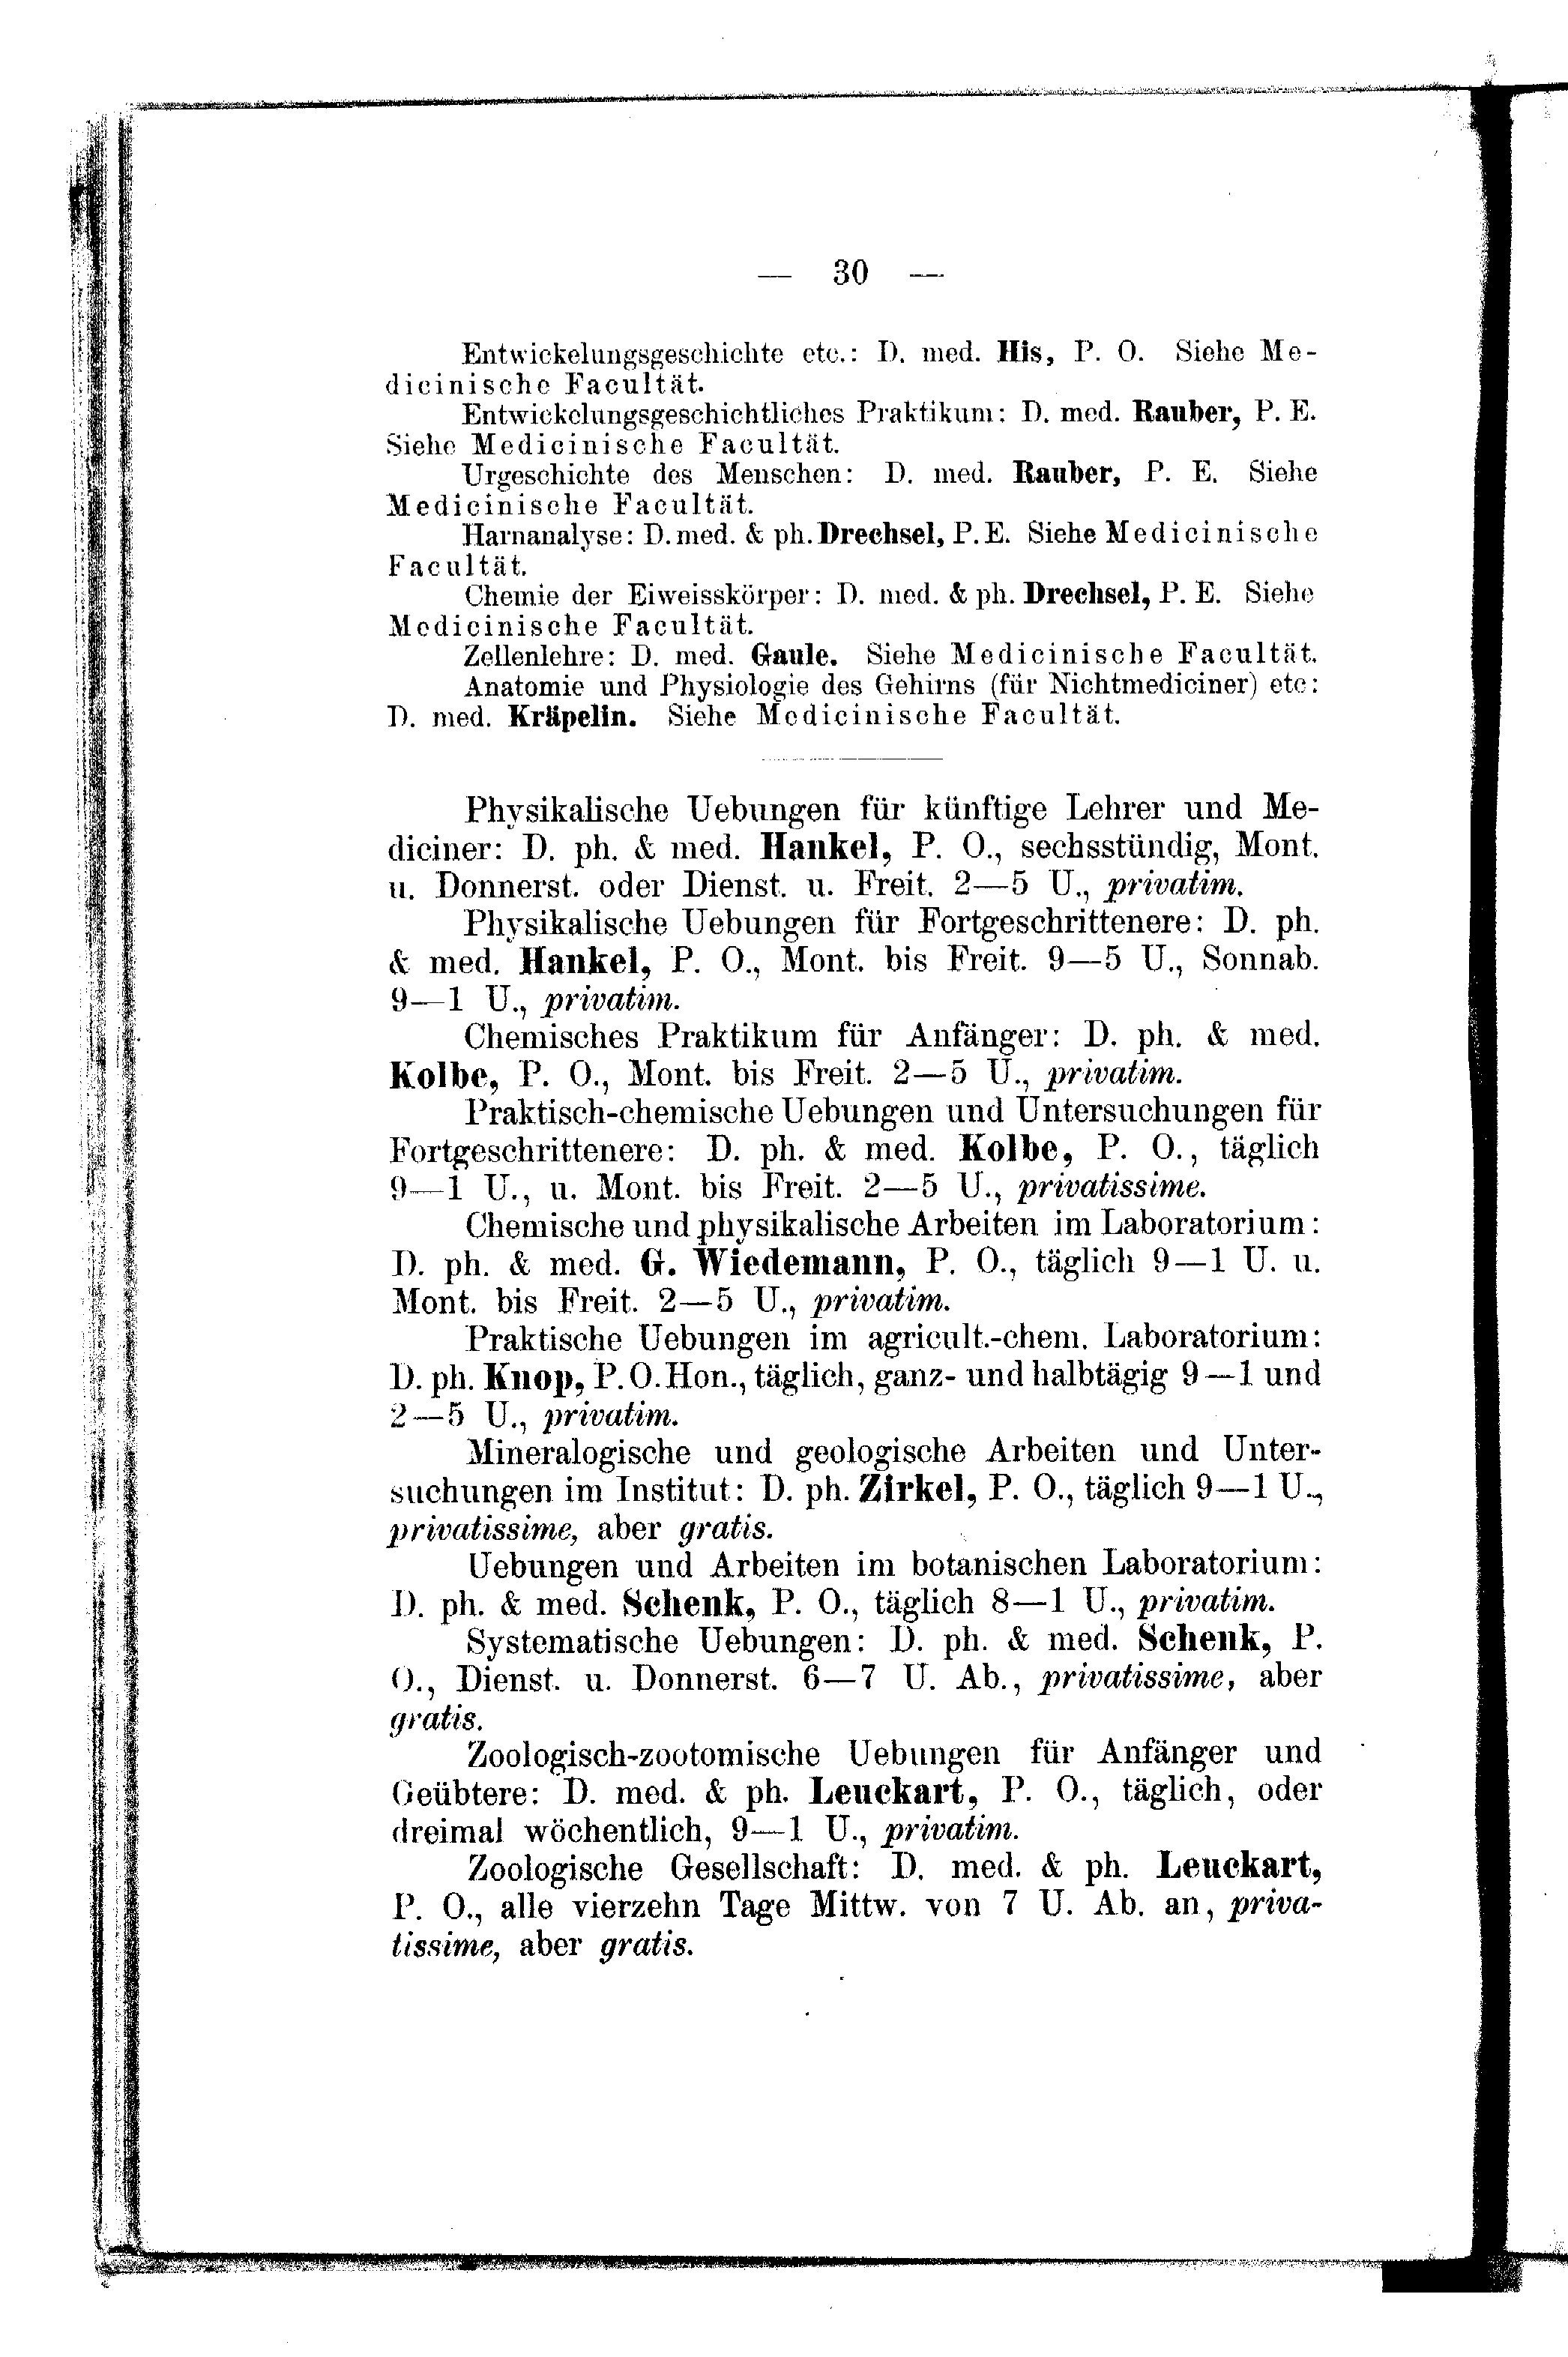 — 30 —
Entwickelungsgeschichte etc.: D. med. His, P. O. Siehe Me-
dicinische Facultät.
Entwickelungsgeschichtliches Praktikum: D. med. Rauber, P. E.
Siehe Medicinische Facultät.
Urgeschichte des Menschen: D. med. Rauber, P. E. Siehe
Medicinische Facultät.
Harnanalyse: D. med. & ph. Drechsel, P. E. Siehe Medicinische
Facultät.
Chemie der Eiweisskörper: D. med. & ph. Drechsel, P. E. Siehe
Medicinische Facultät.
Zellenlehre: D. med. Gaule. Siehe Medicinische Facultät.
Anatomie und Physiologie des Gehirns (für Nichtmediciner) etc:
D. med. Kräpelin. Siehe Medicinische Facultät.
Physikalische Uebungen für künftige Lehrer und Me-
diciner: D. ph. & med. Hankel, P. O., sechsstündig, Mont.
u. Donnerst. oder Dienst. u. Freit. 2—5 U., privatim.
Physikalische Uebungen für Fortgeschrittenere: D. ph.
& med. Hankel, P. O., Mont. bis Freit. 9—5 U., Sonnab.
9—1 U., privatim.
Chemisches Praktikum für Anfänger: D. ph. & med.
Kolbe, P. O., Mont. bis Freit. 2—5 U., privatim.
Praktisch-chemische Uebungen und Untersuchungen für
Fortgeschrittenere: D. ph. & med. Kolbe, P. O., täglich
9—1 U., u. Mont. bis Freit. 2—5 U., privatissime.
Chemische und physikalische Arbeiten im Laboratorium:
D. ph. & med. G. Wiedemann, P. O., täglich 9—1 U. u.
Mont. bis Freit. 2—5 U., privatim.
Praktische Uebungen im agricult.-chem. Laboratorium:
D. ph. Knop, P. O. Hon., täglich, ganz- und halbtägig 9—1 und
2—5 U., privatim.
Mineralogische und geologische Arbeiten und Unter-
suchungen im Institut: D. ph. Zirkel, P. O., täglich 9—1 U.,
privatissime, aber gratis.
Uebungen und Arbeiten im botanischen Laboratorium:
D. ph. & med. Schenk, P. O., täglich 8—1 U., privatim.
Systematische Uebungen: D. ph. & med. Schenk, P.
O., Dienst. u. Donnerst. 6—7 U. Ab., privatissime, aber
gratis.
Zoologisch-zootomische Uebungen für Anfänger und
Geübtere: D. med. & ph. Leuckart, P. O., täglich, oder
dreimal wöchentlich, 9—1 U., privatim.
Zoologische Gesellschaft: D. med. & ph. Leuckart,
P. O., alle vierzehn Tage Mittw. von 7 U. Ab. an, priva-
tissime, aber gratis.